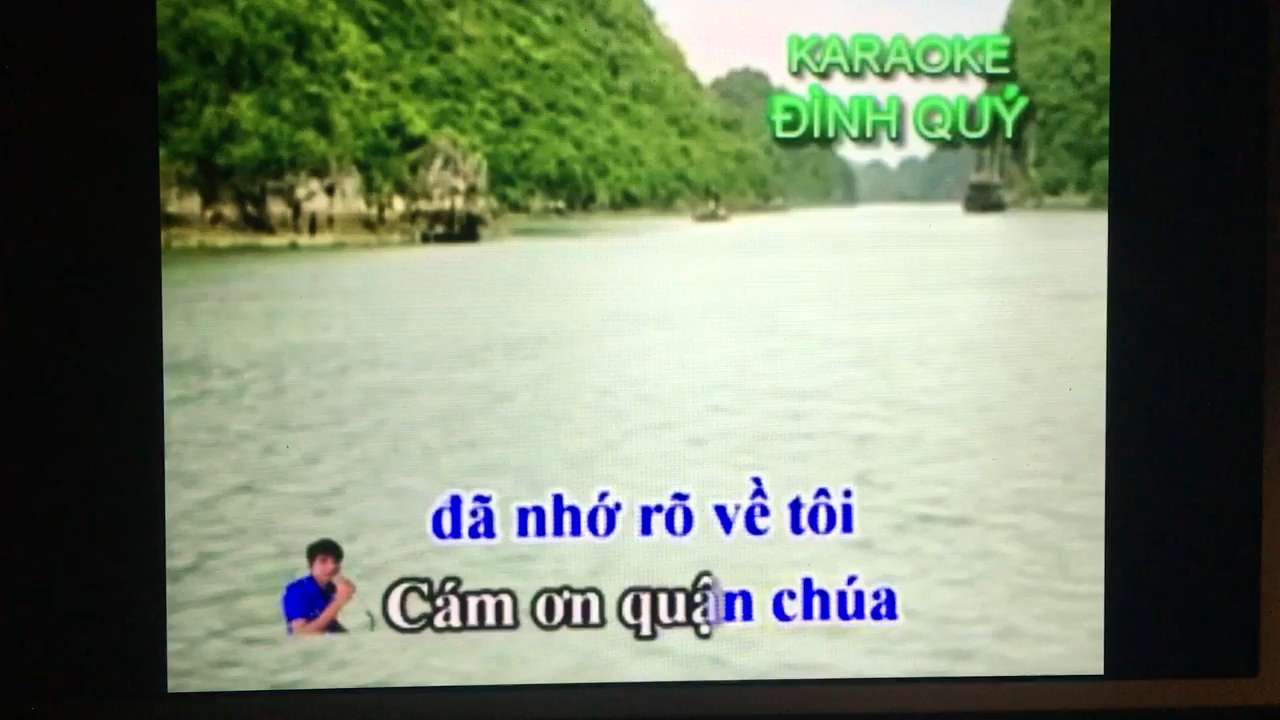 KARAOKE
ĐÌNH QUÝ
đã nhớ rõ về tôi
Cám ơn quận chúa